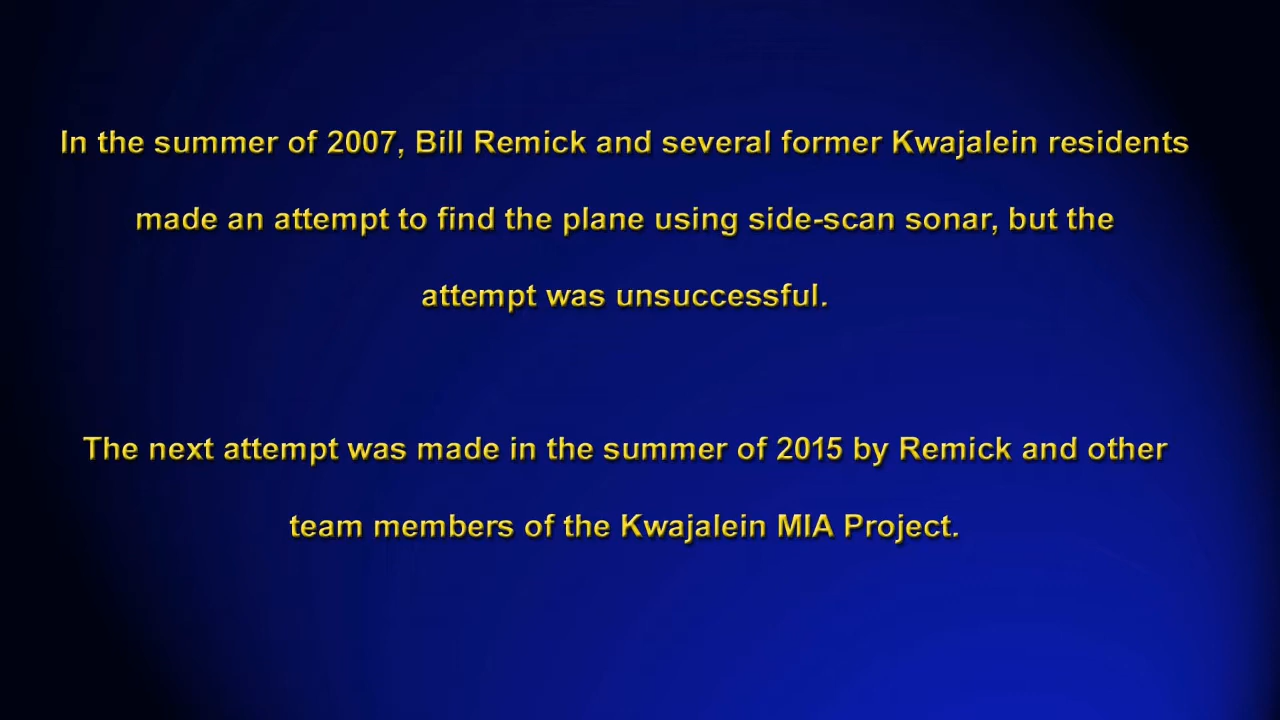 In the summer of 2007, Bill Remick and several former Kwajalein residents
made an attempt to find the plane using side-scan sonar, but the
attempt was unsuccessful.
The next attempt was made in the summer of 2015 by Remick and other
team members of the Kwajalein MIA Project.